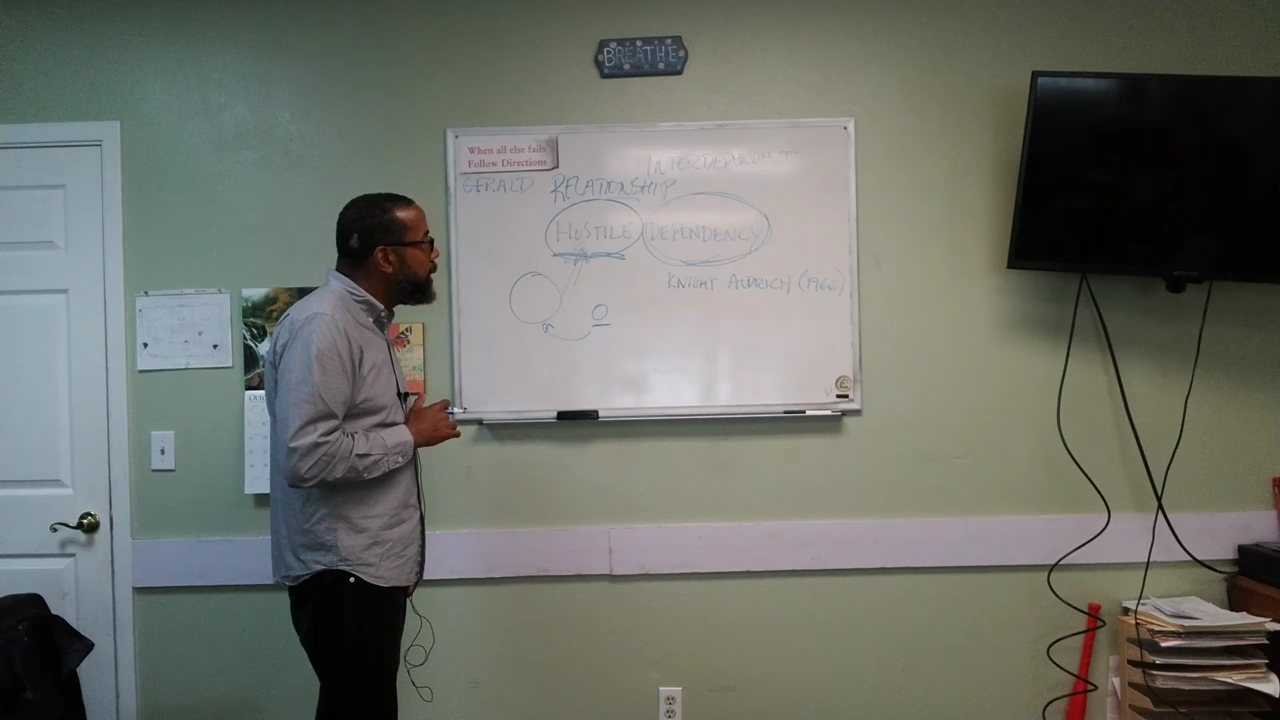 BREATHE
When all else fails
Follow Directions
INTERDEPENDENT
GERALD RELATIONSHIP
HOSTILE DEPENDENCY
KNIGHT ALDRICH (1966)